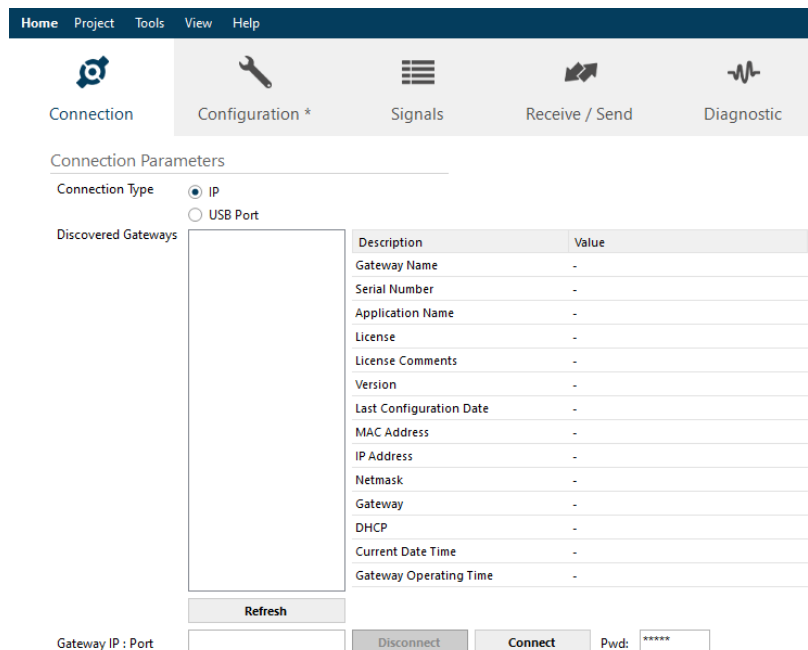 Home Project Tools View Help
Connection Configuration * Signals Receive / Send Diagnostic
Connection Parameters
Connection Type IP
USB Port
Discovered Gateways
Description Value
Gateway Name -
Serial Number -
Application Name -
License -
License Comments -
Version -
Last Configuration Date -
MAC Address -
IP Address -
Netmask -
Gateway -
DHCP -
Current Date Time -
Gateway Operating Time -
Refresh
Gateway IP : Port Disconnect Connect Pwd: *****